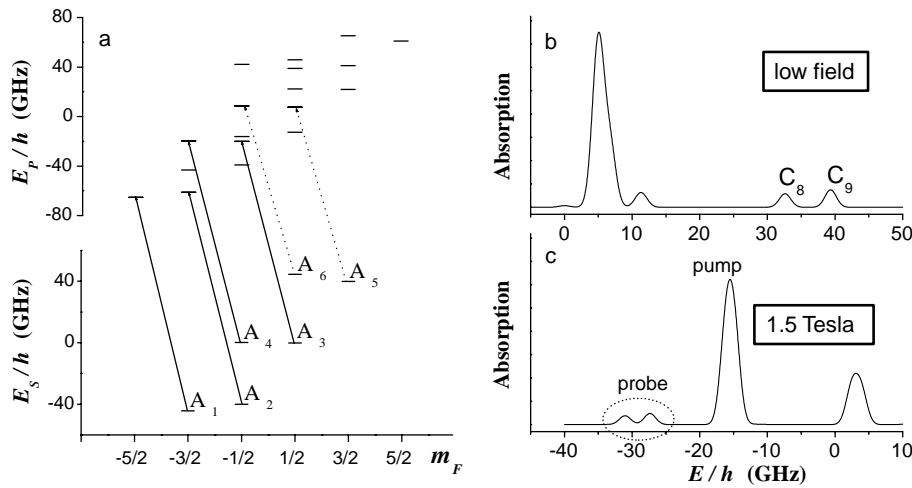 a
80
40
0
-40
-80
E_P/h (GHz)
40
0
-40
E_S/h (GHz)
A_1
A_2
A_3
A_4
A_5
A_6
-5/2 -3/2 -1/2 1/2 3/2 5/2 m_F
b
low field
Absorption
C_8
C_9
0 10 20 30 40 50
c
pump
1.5 Tesla
probe
Absorption
-40 -30 -20 -10 0 10
E/h (GHz)